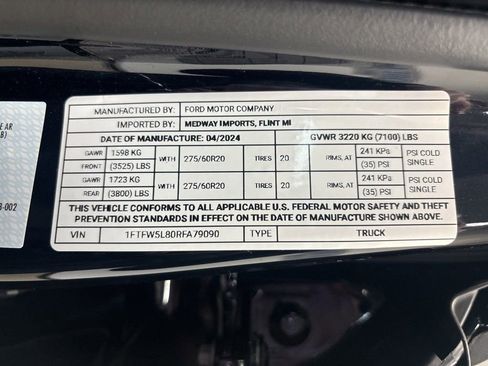 MANUFACTURED BY: FORD MOTOR COMPANY
IMPORTED BY: MEDWAY IMPORTS, FLINT MI
DATE OF MANUFACTURE: 04/2024 GVWR 3220 KG (7100) LBS
GAWR 1598 KG WITH 275/60R20 TIRES 20 RIMS, AT 241 KPa PSI COLD
FRONT (3525) LBS (35) PSI SINGLE
GAWR 1723 KG WITH 275/60R20 TIRES 20 RIMS, AT 241 KPa PSI COLD
REAR (3800) LBS (35) PSI SINGLE
THIS VEHICLE CONFORMS TO ALL APPLICABLE U.S. FEDERAL MOTOR SAFETY AND THEFT
PREVENTION STANDARDS IN EFFECT ON THE DATE OF MANUFACTURE SHOWN ABOVE.
VIN 1FTFW5L80RFA79090 TYPE TRUCK